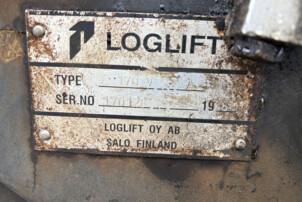 LOGLIFT
TYPE
SER.NO 19
LOGLIFT OY AB
SALO, FINLAND